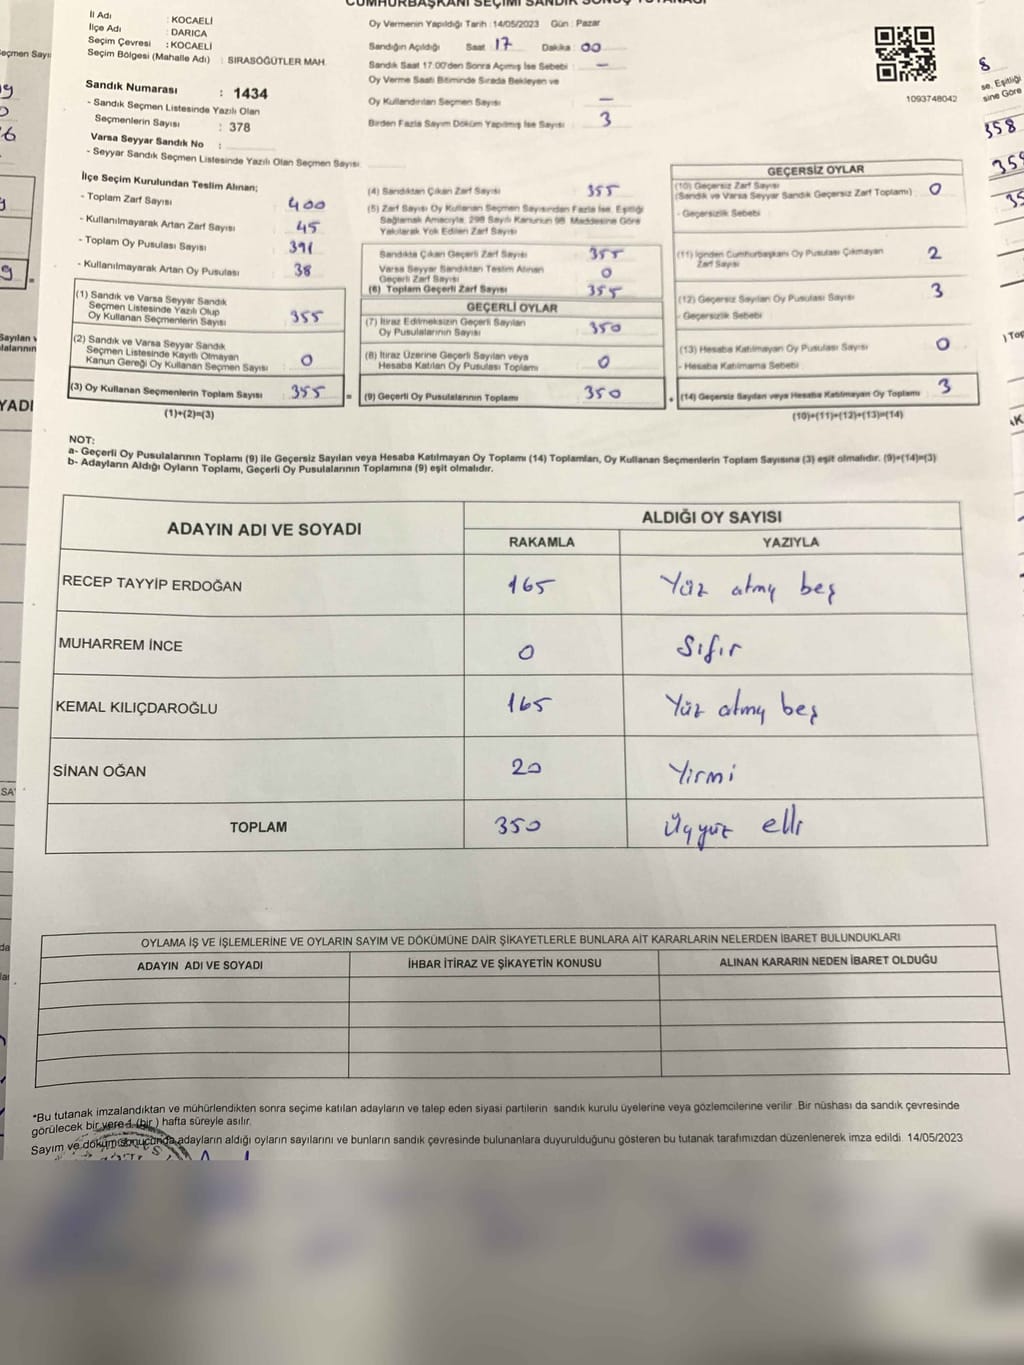 CUMHURBAŞKANI SEÇİMİ SANDIK SONUÇ TUTANAĞI
İl Adı : KOCAELİ
İlçe Adı : DARICA
Seçim Çevresi : KOCAELİ
Seçim Bölgesi (Mahalle Adı) : SIRASÖĞÜTLER MAH.
Sandık Numarası : 1434
- Sandık Seçmen Listesinde Yazılı Olan
Seçmenlerin Sayısı : 378
Varsa Seyyar Sandık No :
- Seyyar Sandık Seçmen Listesinde Yazılı Olan Seçmen Sayısı
Oy Vermenin Yapıldığı Tarih : 14/05/2023 Gün : Pazar
Sandığın Açıldığı Saat 17 Dakika 00
Sandık Saat 17:00'den Sonra Açılmış İse Sebebi : —
Oy Verme Saati Bitiminde Sırada Bekleyen ve
Oy Kullandırılan Seçmen Sayısı —
Birden Fazla Sayım Döküm Yapılmış İse Sayısı : 3
1093748042
İlçe Seçim Kurulundan Teslim Alınan;
- Toplam Zarf Sayısı 400
- Kullanılmayarak Artan Zarf Sayısı 45
- Toplam Oy Pusulası Sayısı 391
- Kullanılmayarak Artan Oy Pusulası 38
(1) Sandık ve Varsa Seyyar Sandık
Seçmen Listesinde Yazılı Olup
Oy Kullanan Seçmenlerin Sayısı 355
(2) Sandık ve Varsa Seyyar Sandık
Seçmen Listesinde Kayıtlı Olmayan
Kanun Gereği Oy Kullanan Seçmen Sayısı 0
(3) Oy Kullanan Seçmenlerin Toplam Sayısı 355 =
(1)+(2)=(3)
(4) Sandıktan Çıkan Zarf Sayısı 355
(5) Zarf Sayısı Oy Kullanan Seçmen Sayısından Fazla İse, Eşitliği
Sağlamak Amacıyla, 298 Sayılı Kanunun 98. Maddesine Göre
Yakılarak Yok Edilen Zarf Sayısı
Sandıkta Çıkan Geçerli Zarf Sayısı 355
Varsa Seyyar Sandıktan Teslim Alınan
Geçerli Zarf Sayısı 0
(6) Toplam Geçerli Zarf Sayısı 355
GEÇERLİ OYLAR
(7) İtiraz Edilmeksizin Geçerli Sayılan
Oy Pusulalarının Sayısı 350
(8) İtiraz Üzerine Geçerli Sayılan veya
Hesaba Katılan Oy Pusulası Toplamı 0
(9) Geçerli Oy Pusulalarının Toplamı 350 +
GEÇERSİZ OYLAR
(10) Geçersiz Zarf Sayısı
(Sandık ve Varsa Seyyar Sandık Geçersiz Zarf Toplamı) 0
- Geçersizlik Sebebi
(11) İçinden Cumhurbaşkanı Oy Pusulası Çıkmayan
Zarf Sayısı 2
(12) Geçersiz Sayılan Oy Pusulası Sayısı 3
- Geçersizlik Sebebi
(13) Hesaba Katılmayan Oy Pusulası Sayısı 0
- Hesaba Katılmama Sebebi
(14) Geçersiz Sayılan veya Hesaba Katılmayan Oy Toplamı 3
(10)+(11)+(12)+(13)=(14)
NOT:
a- Geçerli Oy Pusulalarının Toplamı (9) ile Geçersiz Sayılan veya Hesaba Katılmayan Oy Toplamı (14) Toplamları, Oy Kullanan Seçmenlerin Toplam Sayısına (3) eşit olmalıdır. (9)+(14)=(3)
b- Adayların Aldığı Oyların Toplamı, Geçerli Oy Pusulalarının Toplamına (9) eşit olmalıdır.
ADAYIN ADI VE SOYADI
ALDIĞI OY SAYISI
RAKAMLA YAZIYLA
RECEP TAYYİP ERDOĞAN 165 Yüz atmış beş
MUHARREM İNCE 0 Sıfır
KEMAL KILIÇDAROĞLU 165 Yüz atmış beş
SİNAN OĞAN 20 Yirmi
TOPLAM 350 Üçyüz elli
OYLAMA İŞ VE İŞLEMLERİNE VE OYLARIN SAYIM VE DÖKÜMÜNE DAİR ŞİKAYETLERLE BUNLARA AİT KARARLARIN NELERDEN İBARET BULUNDUKLARI
ADAYIN ADI VE SOYADI İHBAR İTİRAZ VE ŞİKAYETİN KONUSU ALINAN KARARIN NEDEN İBARET OLDUĞU
*Bu tutanak imzalandıktan ve mühürlendikten sonra seçime katılan adayların ve talep eden siyasi partilerin sandık kurulu üyelerine veya gözlemcilerine verilir. Bir nüshası da sandık çevresinde
görülecek bir yere 1 (bir) hafta süreyle asılır.
Sayım ve döküm sonucunda adayların aldığı oyların sayılarını ve bunların sandık çevresinde bulunanlara duyurulduğunu gösteren bu tutanak tarafımızdan düzenlenerek imza edildi. 14/05/2023